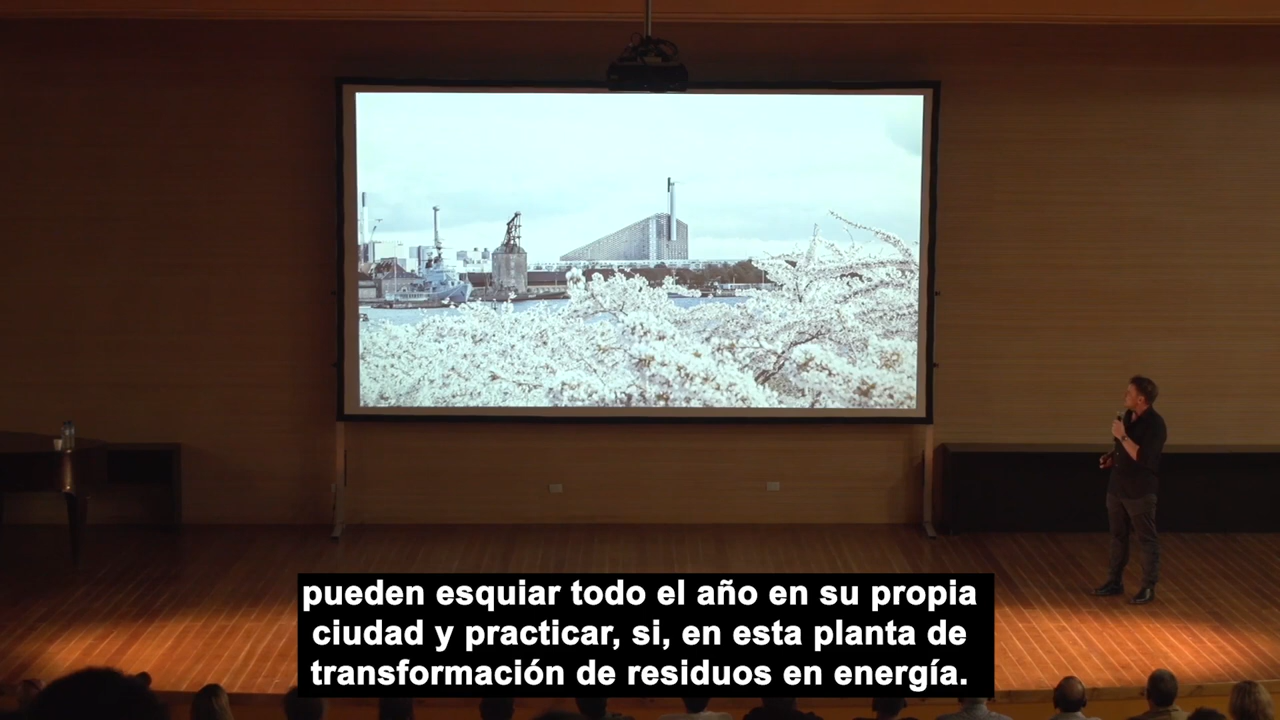 pueden esquiar todo el año en su propia
ciudad y practicar, si, en esta planta de
transformación de residuos en energía.